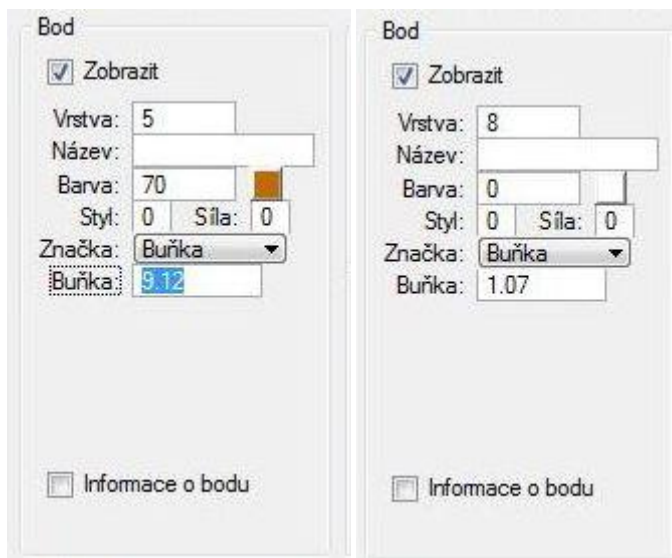 Bod
Zobrazit
Vrstva: 5
Název:
Barva: 70
Styl: 0 Síla: 0
Značka: Buňka
Buňka: 9.12
Informace o bodu
Bod
Zobrazit
Vrstva: 8
Název:
Barva: 0
Styl: 0 Síla: 0
Značka: Buňka
Buňka: 1.07
Informace o bodu